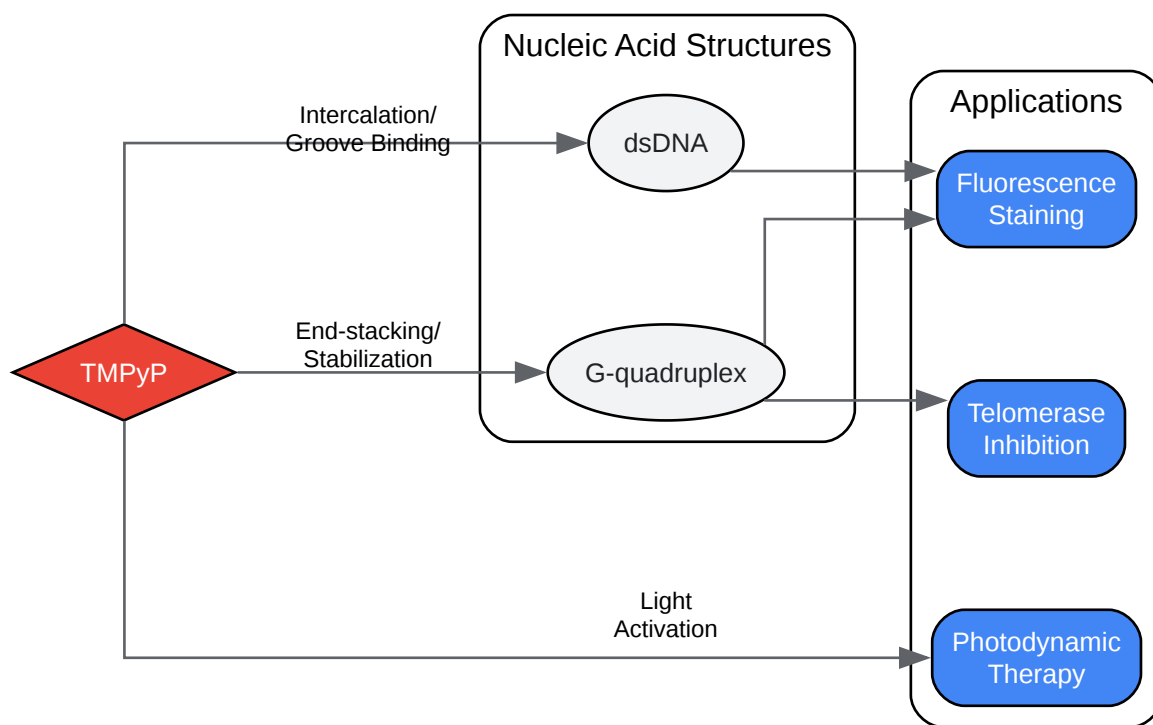 Nucleic Acid Structures
Applications
Intercalation/
Groove Binding
dsDNA
Fluorescence
Staining
End-stacking/
Stabilization
TMPyP
G-quadruplex
Telomerase
Inhibition
Light
Activation
Photodynamic
Therapy